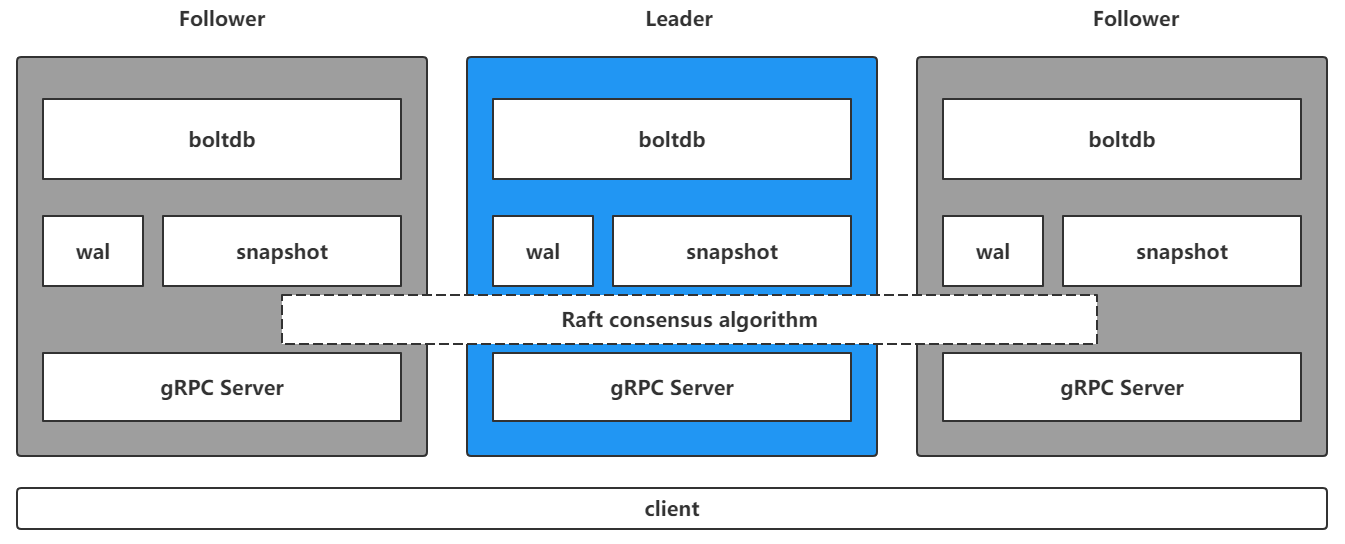 Follower
Leader
Follower
boltdb
boltdb
boltdb
wal
snapshot
wal
snapshot
wal
snapshot
Raft consensus algorithm
gRPC Server
gRPC Server
gRPC Server
client